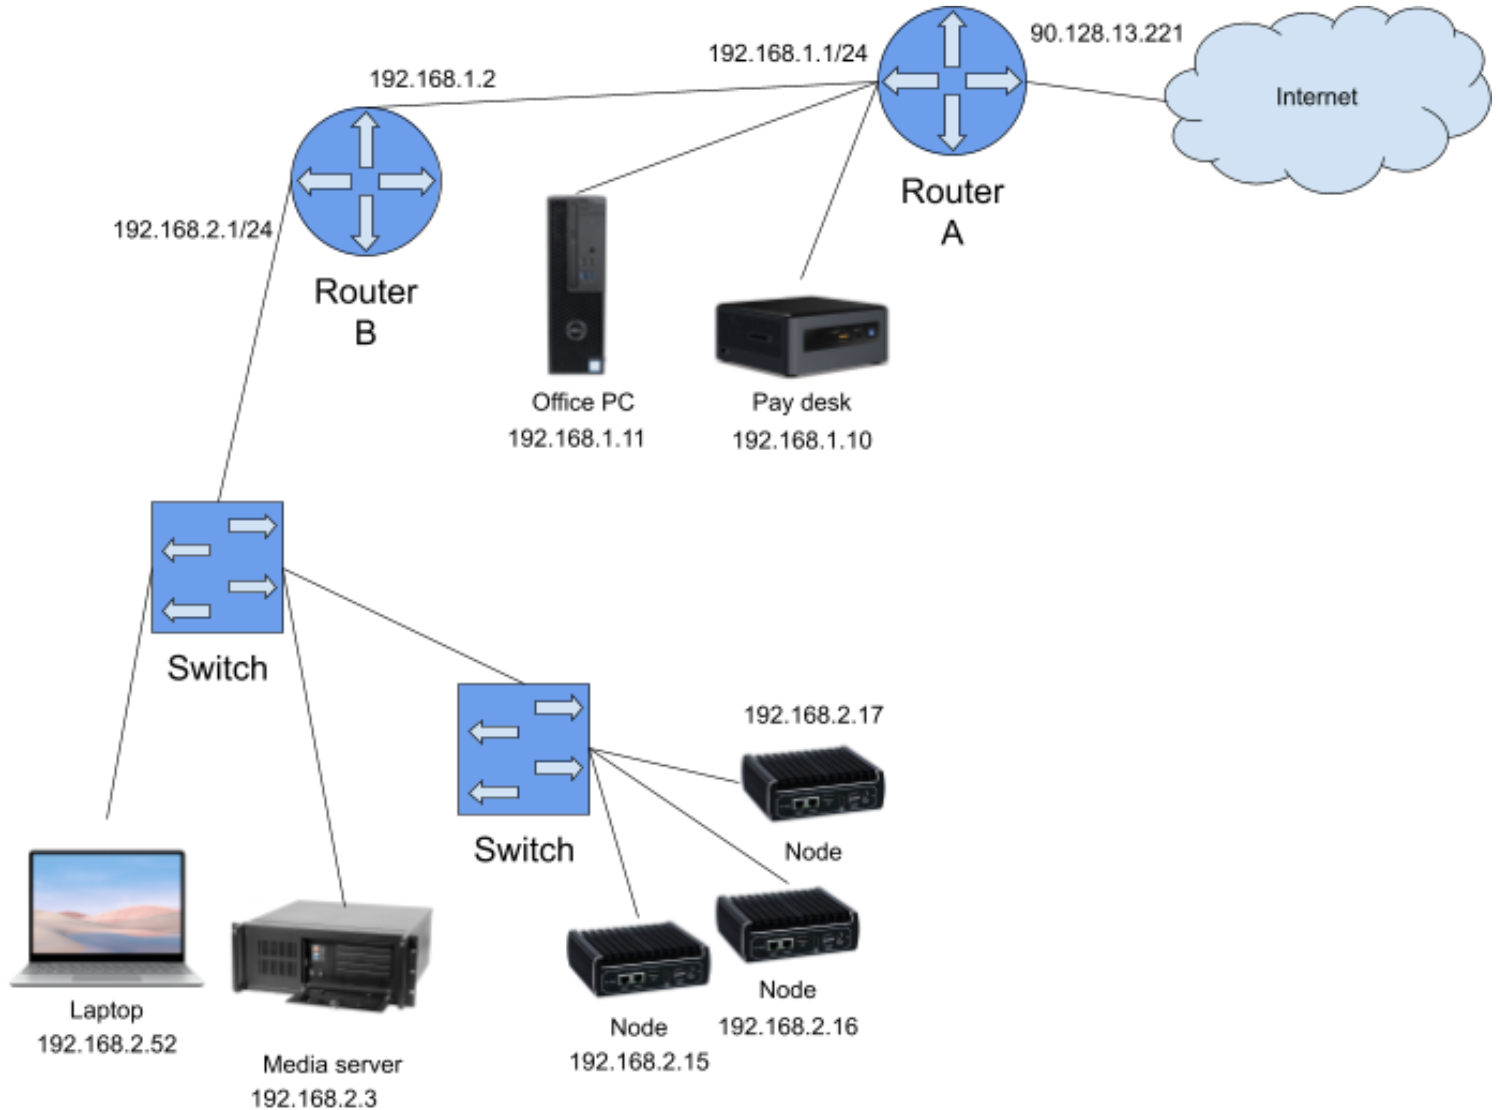 90.128.13.221
192.168.1.1/24
192.168.1.2
Internet
Router
A
192.168.2.1/24
Router
B
Office PC
192.168.1.11
Pay desk
192.168.1.10
Switch
192.168.2.17
Switch
Node
Node
192.168.2.16
Laptop
192.168.2.52
Node
192.168.2.15
Media server
192.168.2.3